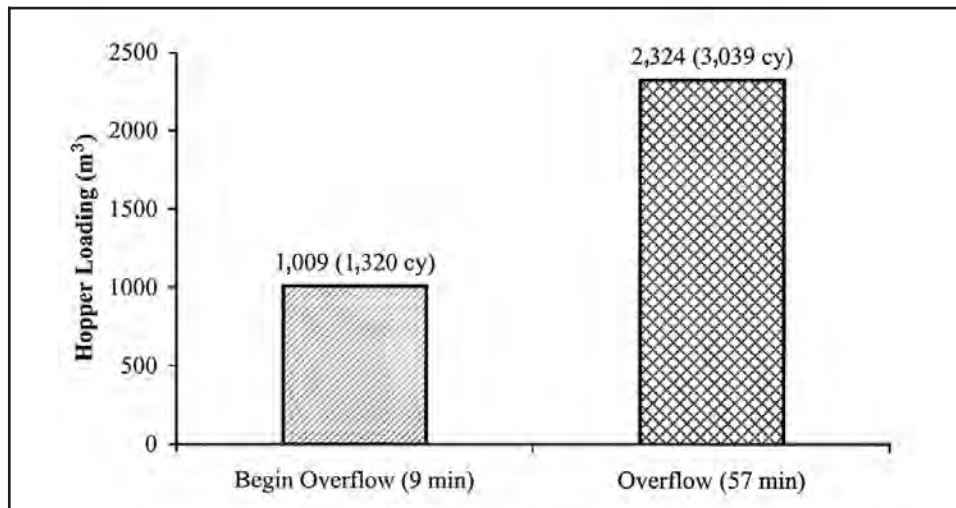 2500
2000
1500
1000
500
0
Hopper Loading (m³)
2,324 (3,039 cy)
1,009 (1,320 cy)
Begin Overflow (9 min)
Overflow (57 min)